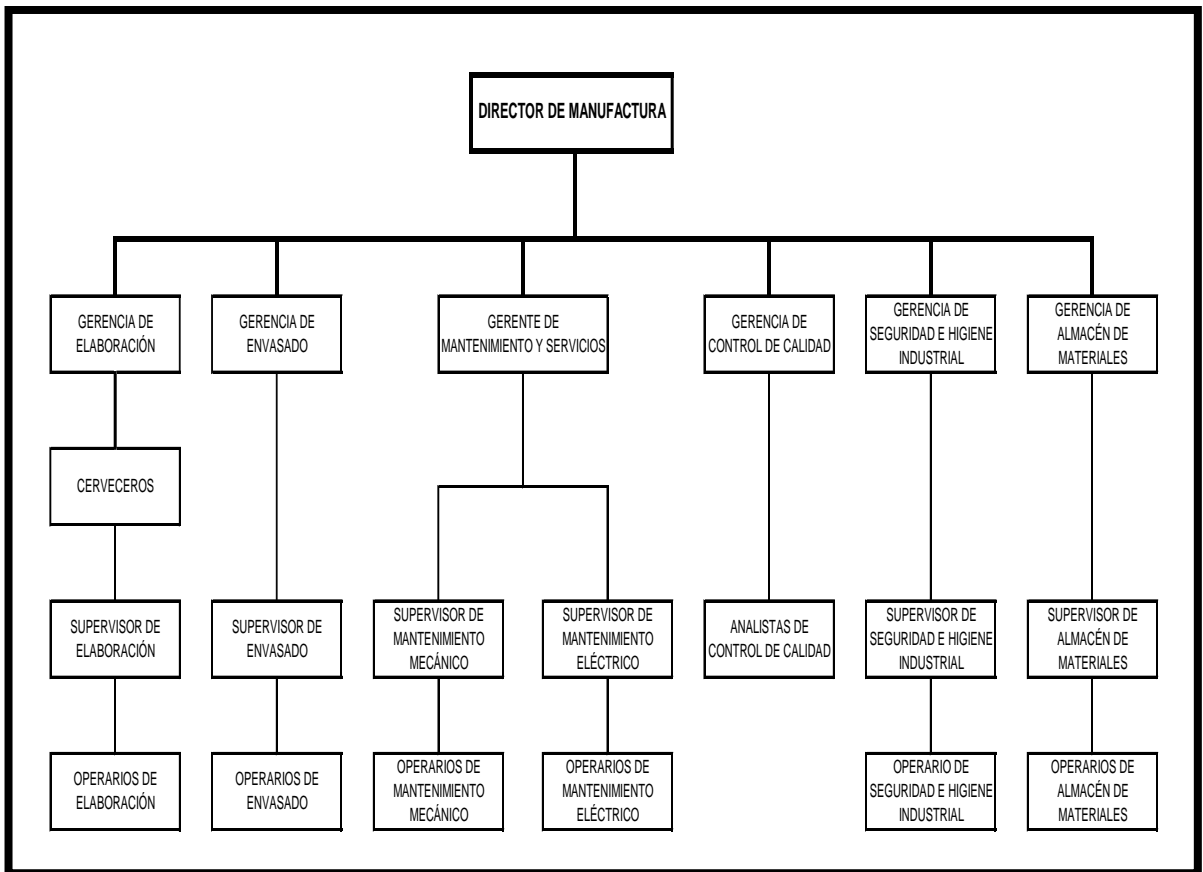 DIRECTOR DE MANUFACTURA
GERENCIA DE
ELABORACIÓN
GERENCIA DE
ENVASADO
GERENTE DE
MANTENIMIENTO Y SERVICIOS
GERENCIA DE
CONTROL DE CALIDAD
GERENCIA DE
SEGURIDAD E HIGIENE
INDUSTRIAL
GERENCIA DE
ALMACÉN DE
MATERIALES
CERVECEROS
SUPERVISOR DE
ELABORACIÓN
SUPERVISOR DE
ENVASADO
SUPERVISOR DE
MANTENIMIENTO
MECÁNICO
SUPERVISOR DE
MANTENIMIENTO
ELÉCTRICO
ANALISTAS DE
CONTROL DE CALIDAD
SUPERVISOR DE
SEGURIDAD E HIGIENE
INDUSTRIAL
SUPERVISOR DE
ALMACÉN DE
MATERIALES
OPERARIOS DE
ELABORACIÓN
OPERARIOS DE
ENVASADO
OPERARIOS DE
MANTENIMIENTO
MECÁNICO
OPERARIOS DE
MANTENIMIENTO
ELÉCTRICO
OPERARIO DE
SEGURIDAD E HIGIENE
INDUSTRIAL
OPERARIOS DE
ALMACÉN DE
MATERIALES